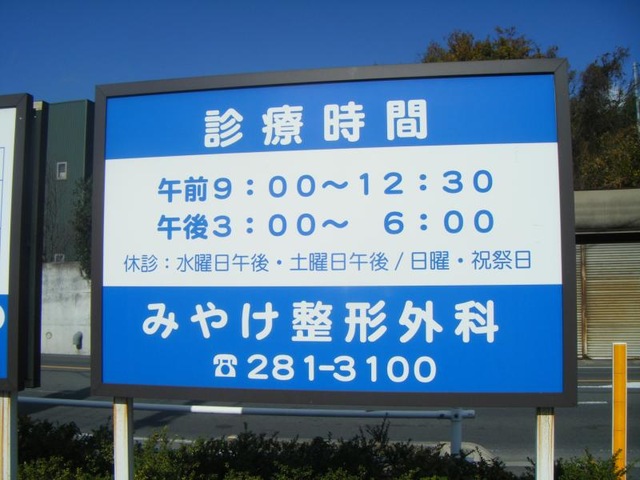 診療時間
午前9：00～12：30
午後3：00～ 6：00
休診：水曜日午後・土曜日午後/日曜・祝祭日
みやけ整形外科
☎281-3100